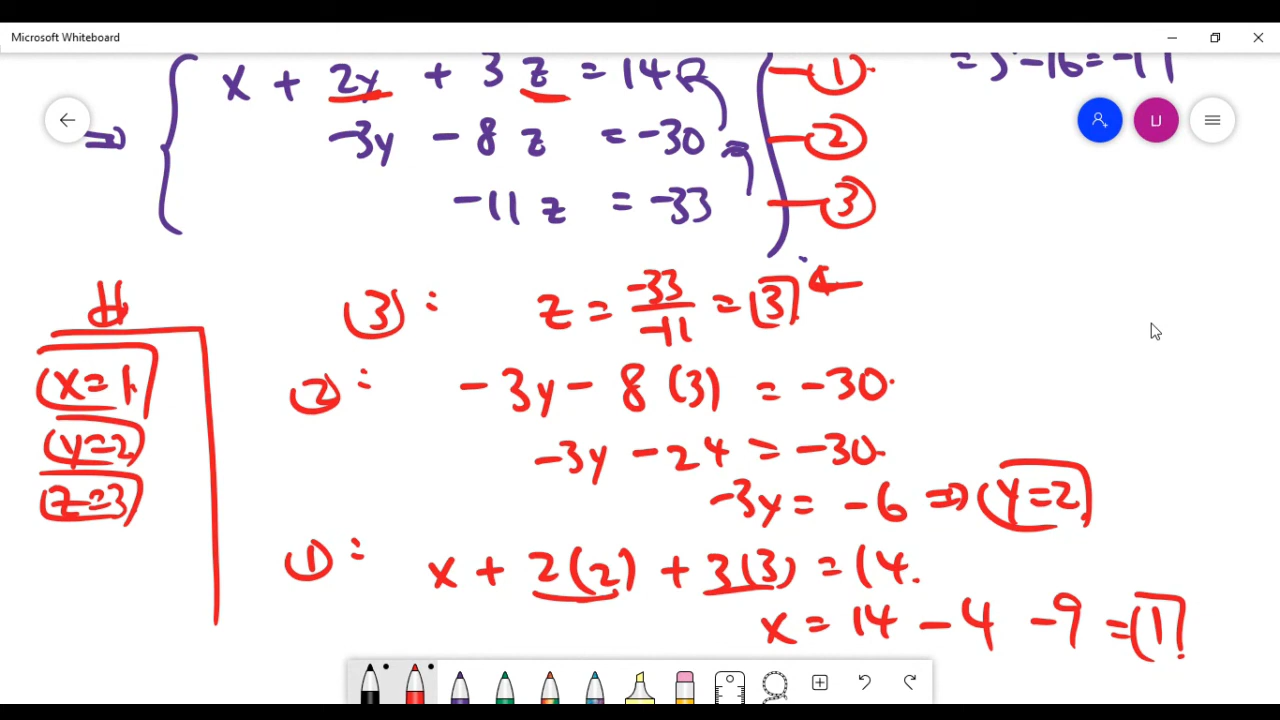 Microsoft Whiteboard
x + 2y + 3z = 14 ①
= 5 - 16 = -11
⇒ -3y - 8z = -30 ②
U
-11z = -33 ③
③: z = -33/-11 = 3
x=1
② : -3y - 8(3) = -30
y=2
-3y - 24 = -30
z=3
-3y = -6 ⇒ y=2
① : x + 2(2) + 3(3) = 14.
x = 14 - 4 - 9 = 1